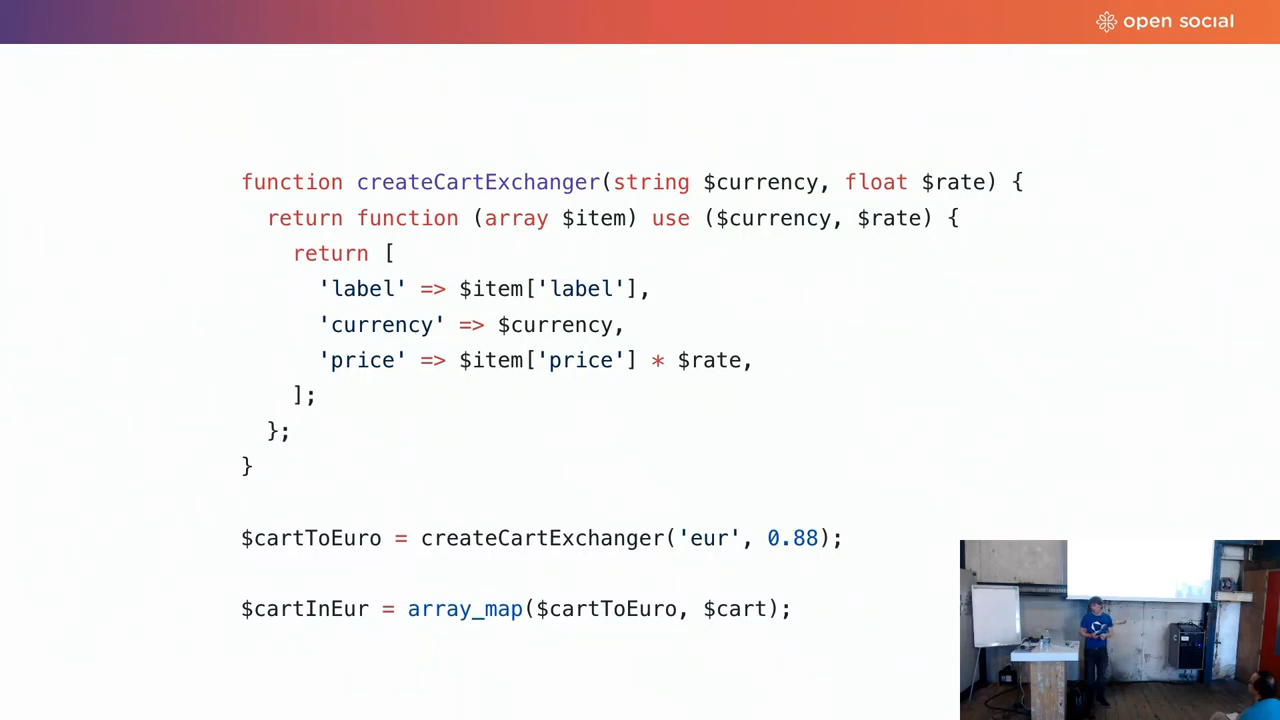 open social
function createCartExchanger(string $currency, float $rate) {
  return function (array $item) use ($currency, $rate) {
    return [
      'label' => $item['label'],
      'currency' => $currency,
      'price' => $item['price'] * $rate,
    ];
  };
}
$cartToEuro = createCartExchanger('eur', 0.88);
$cartInEur = array_map($cartToEuro, $cart);